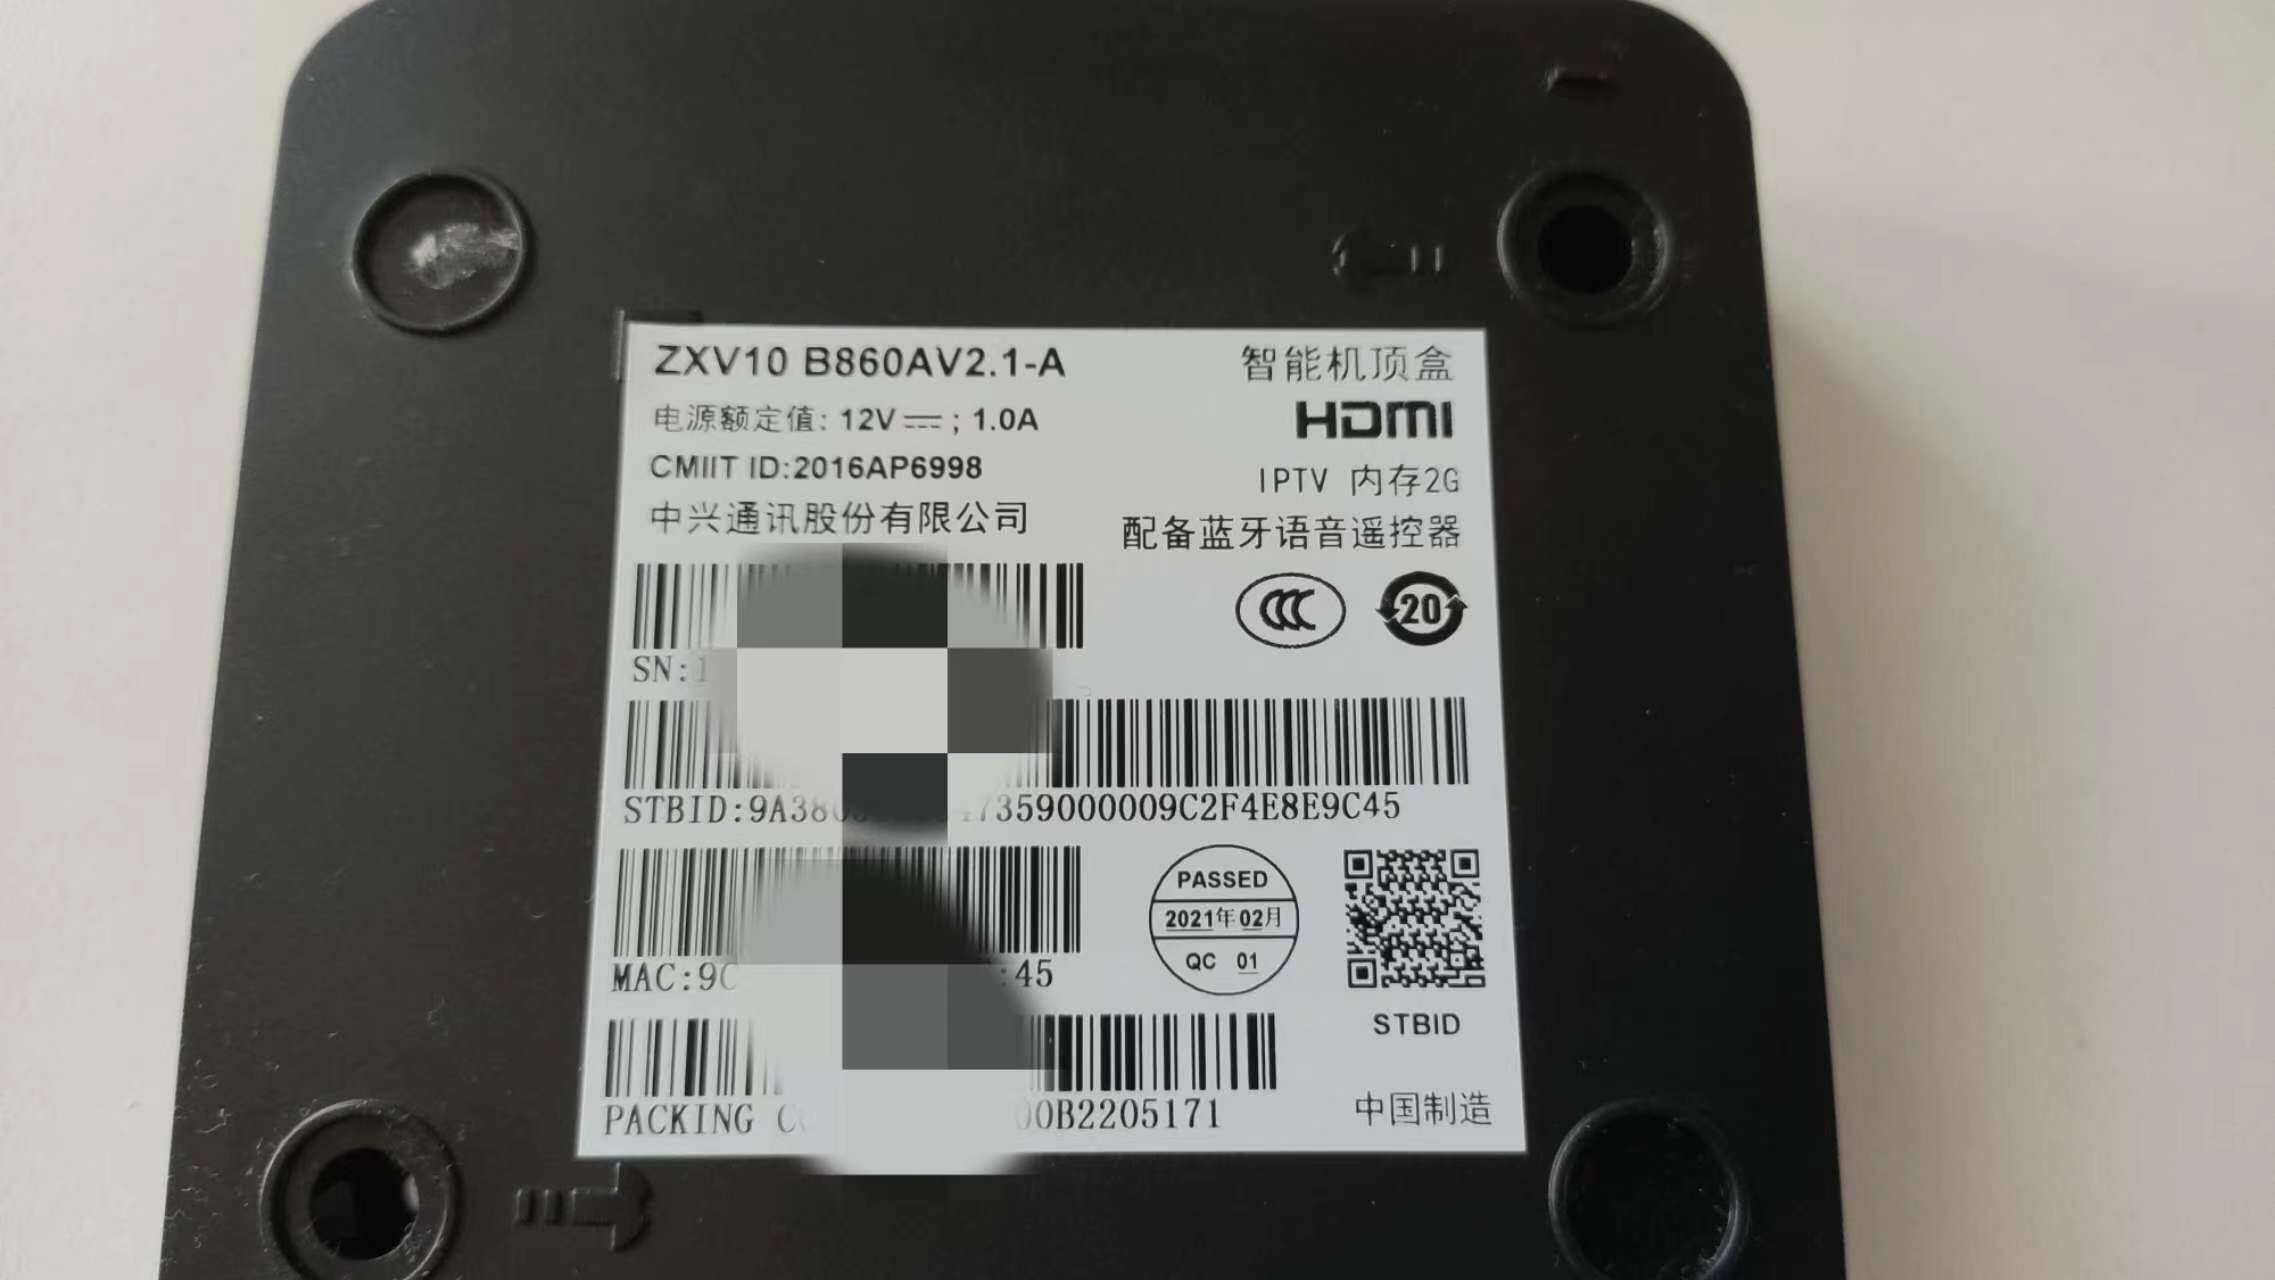 ZXV10 B860AV2.1-A
智能机顶盒
电源额定值: 12V ; 1.0A
HDMI
CMIIT ID:2016AP6998
IPTV 内存2G
中兴通讯股份有限公司
配备蓝牙语音遥控器
CCC
20
SN:1
STBID:9A380 7359000009C2F4E8E9C45
PASSED
2021年02月
QC 01
MAC:9C :45
STBID
PACKING 00B2205171
中国制造